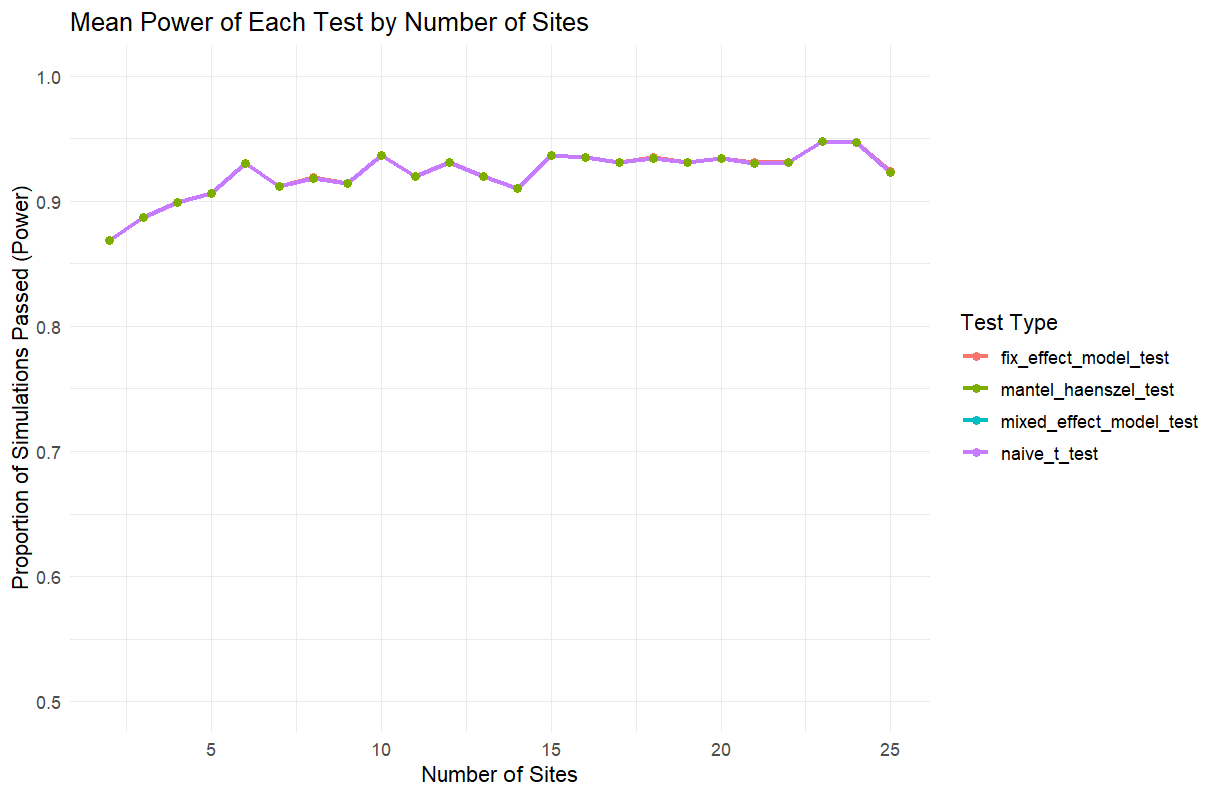 Mean Power of Each Test by Number of Sites
Proportion of Simulations Passed (Power)
1.0
0.9
0.8
0.7
0.6
0.5
5 10 15 20 25
Number of Sites
Test Type
fix_effect_model_test
mantel_haenszel_test
mixed_effect_model_test
naive_t_test